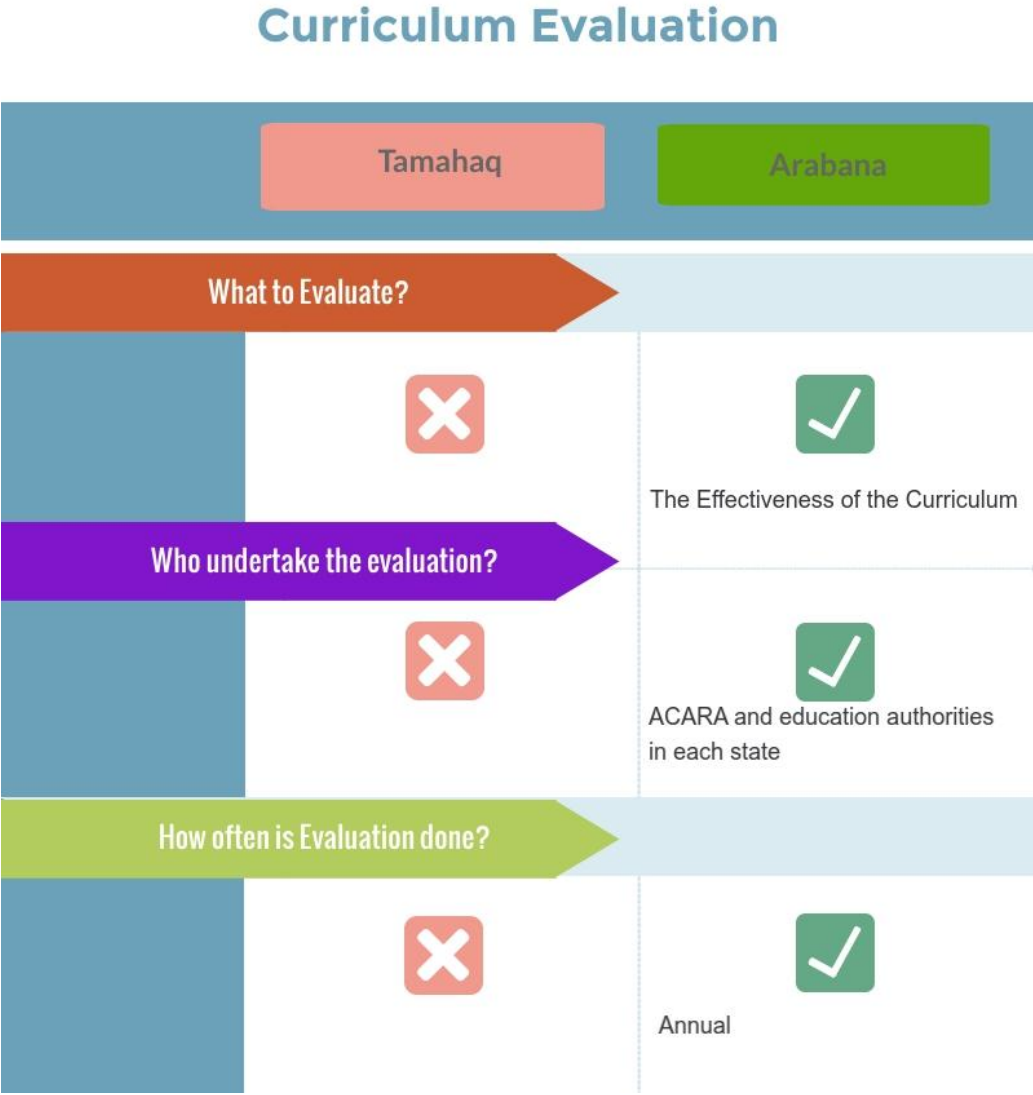 Curriculum Evaluation
Tamahaq
Arabana
What to Evaluate?
The Effectiveness of the Curriculum
Who undertake the evaluation?
ACARA and education authorities
in each state
How often is Evaluation done?
Annual